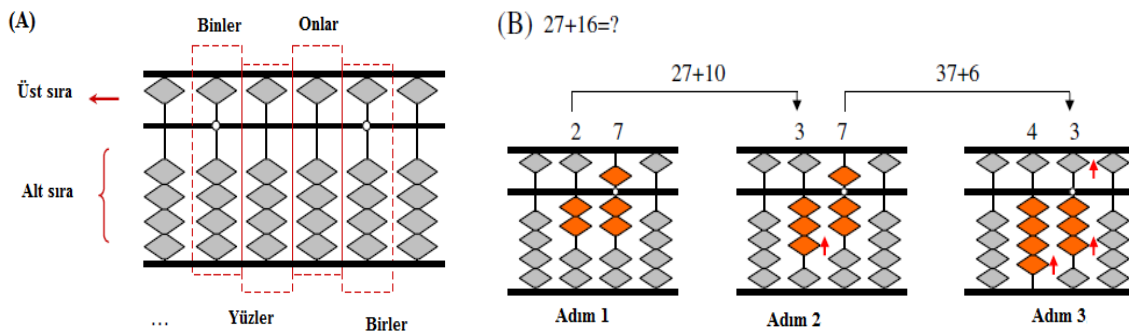 (A)
Binler
Onlar
Üst sıra
Alt sıra
...
Yüzler
Birler
(B) 27+16=?
27+10
37+6
2 7
3 7
4 3
Adım 1
Adım 2
Adım 3